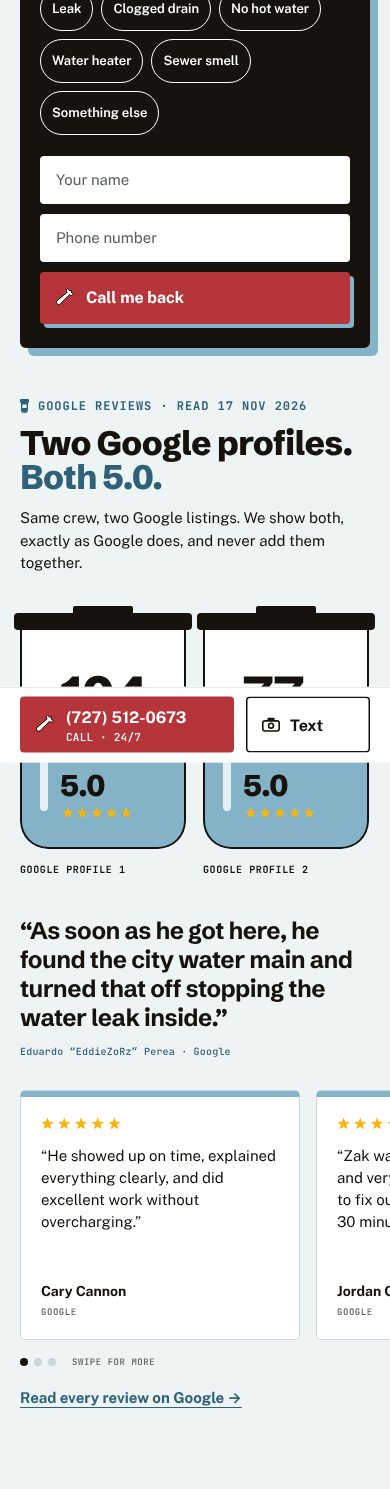 Leak
Clogged drain
No hot water
Water heater
Sewer smell
Something else
Your name
Phone number
Call me back
GOOGLE REVIEWS · READ 17 NOV 2026
Two Google profiles.
Both 5.0.
Same crew, two Google listings. We show both,
exactly as Google does, and never add them
together.
(727) 512-0673
CALL · 24/7
Text
5.0
5.0
GOOGLE PROFILE 1
GOOGLE PROFILE 2
“As soon as he got here, he
found the city water main and
turned that off stopping the
water leak inside.”
Eduardo “EddieZoRz” Perea · Google
“He showed up on time, explained
everything clearly, and did
excellent work without
overcharging.”
Cary Cannon
GOOGLE
“Zak
and
to fix
30
Jordan
GOOGLE
SWIPE FOR MORE
Read every review on Google →